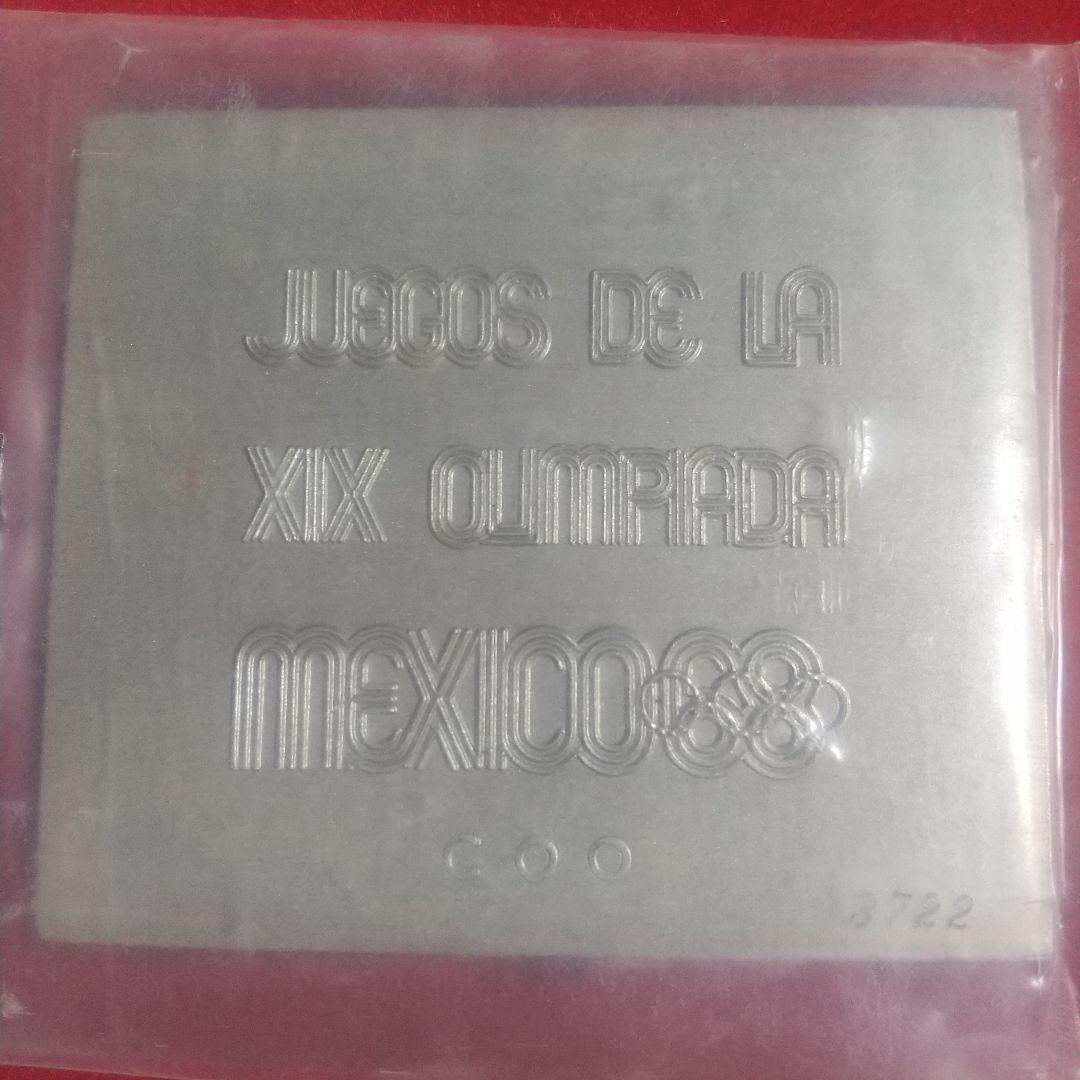 JUEGOS DE LA
XIX OLIMPIADA
MEXICO68
COO
3722